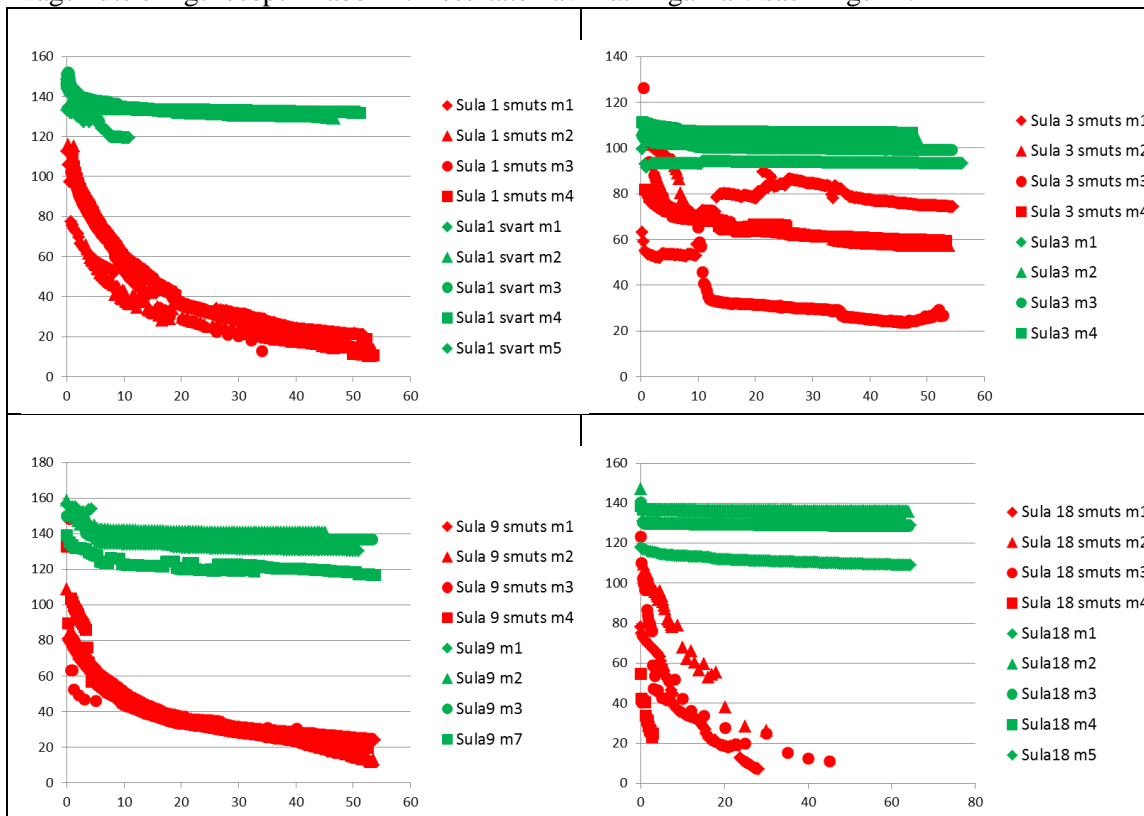 160
140
120
100
80
60
40
20
0
0 10 20 30 40 50 60
Sula 1 smuts m1
Sula 1 smuts m2
Sula 1 smuts m3
Sula 1 smuts m4
Sula1 svart m1
Sula1 svart m2
Sula1 svart m3
Sula1 svart m4
Sula1 svart m5
140
120
100
80
60
40
20
0
0 10 20 30 40 50 60
Sula 3 smuts m1
Sula 3 smuts m2
Sula 3 smuts m3
Sula 3 smuts m4
Sula3 m1
Sula3 m2
Sula3 m3
Sula3 m4
180
160
140
120
100
80
60
40
20
0
0 10 20 30 40 50 60
Sula 9 smuts m1
Sula 9 smuts m2
Sula 9 smuts m3
Sula 9 smuts m4
Sula9 m1
Sula9 m2
Sula9 m3
Sula9 m7
160
140
120
100
80
60
40
20
0
0 20 40 60 80
Sula 18 smuts m1
Sula 18 smuts m2
Sula 18 smuts m3
Sula 18 smuts m4
Sula18 m1
Sula18 m2
Sula18 m3
Sula18 m4
Sula18 m5